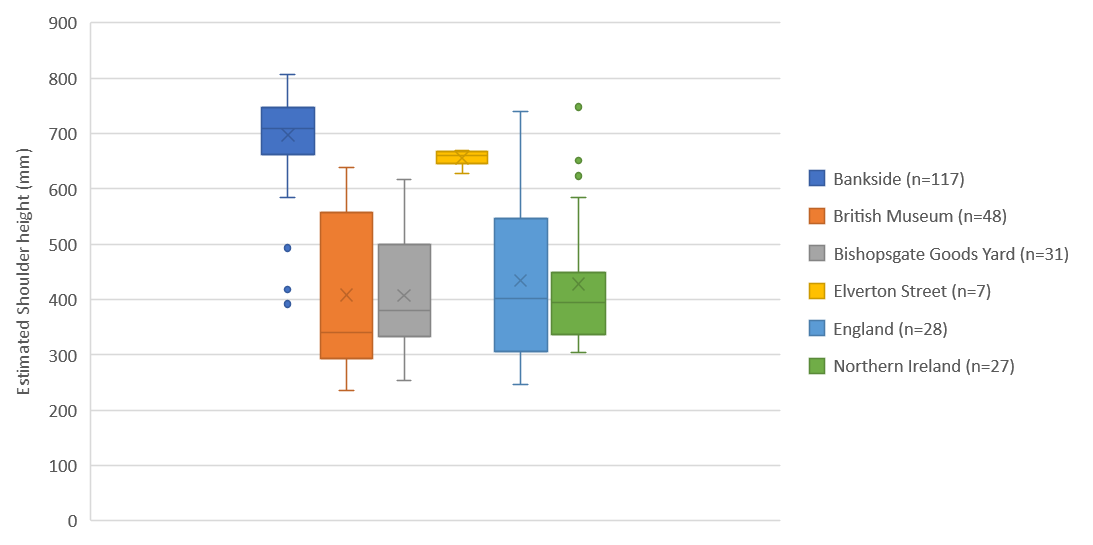 Estimated Shoulder height (mm)
900
800
700
600
500
400
300
200
100
0
Bankside (n=117)
British Museum (n=48)
Bishopsgate Goods Yard (n=31)
Elverton Street (n=7)
England (n=28)
Northern Ireland (n=27)